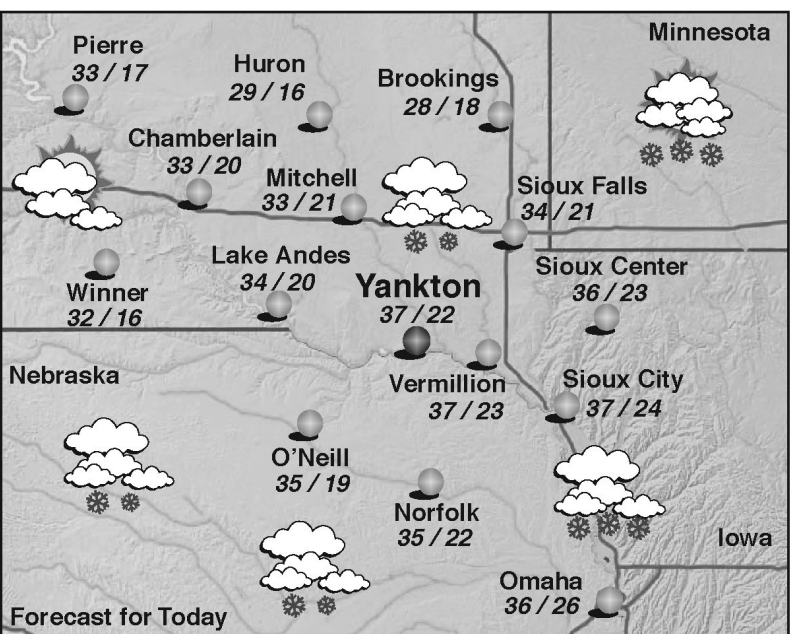 Minnesota
Pierre
33 / 17
Huron
29 / 16
Brookings
28 / 18
Chamberlain
33 / 20
Mitchell
33 / 21
Sioux Falls
34 / 21
Lake Andes
34 / 20
Yankton
37 / 22
Sioux Center
36 / 23
Winner
32 / 16
Nebraska
Vermillion
37 / 23
Sioux City
37 / 24
O'Neill
35 / 19
Norfolk
35 / 22
Iowa
Omaha
36 / 26
Forecast for Today